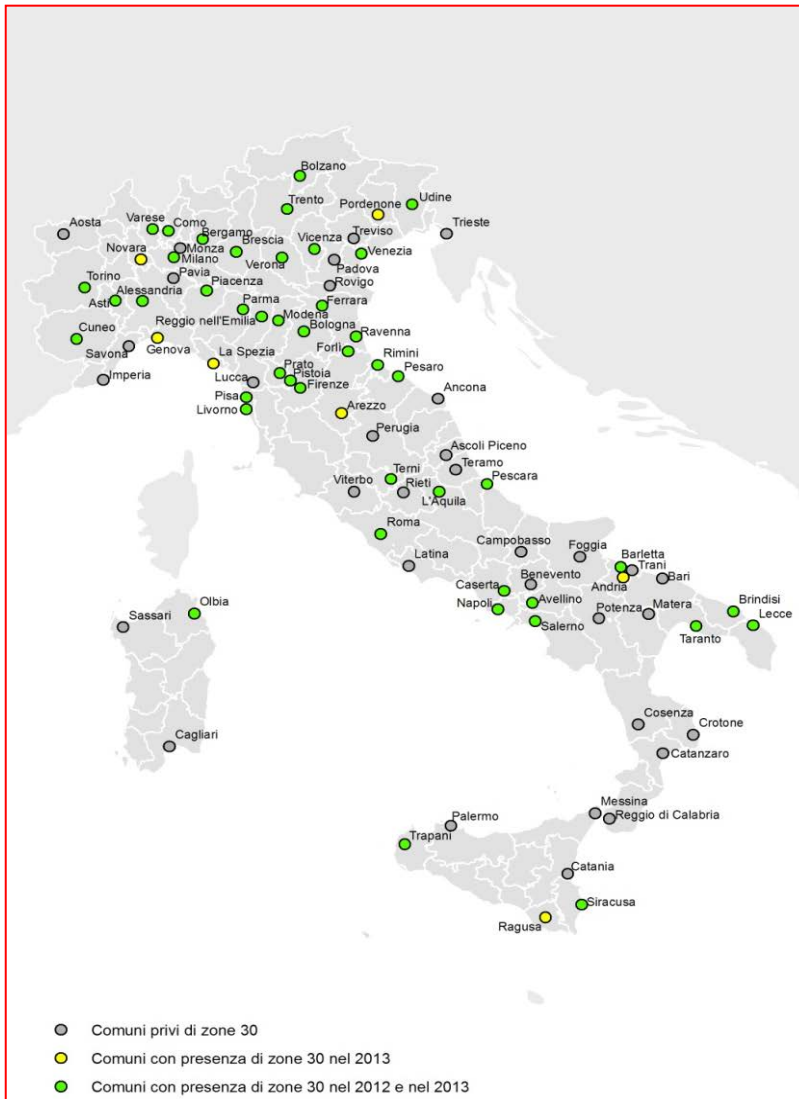 Bolzano
Trento
Pordenone
Udine
Aosta
Varese
Como
Bergamo
Treviso
Trieste
Novara
Monza
Milano
Brescia
Vicenza
Venezia
Verona
Padova
Torino
Pavia
Piacenza
Rovigo
Asti
Alessandria
Parma
Ferrara
Cuneo
Reggio nell'Emilia
Modena
Bologna
Ravenna
Savona
Genova
La Spezia
Forlì
Rimini
Imperia
Lucca
Prato
Pistoia
Firenze
Pesaro
Pisa
Livorno
Arezzo
Ancona
Perugia
Ascoli Piceno
Teramo
Viterbo
Terni
Rieti
L'Aquila
Pescara
Roma
Latina
Campobasso
Foggia
Barletta
Trani
Andria
Bari
Caserta
Benevento
Napoli
Avellino
Potenza
Matera
Brindisi
Lecce
Salerno
Taranto
Olbia
Sassari
Cagliari
Cosenza
Crotone
Catanzaro
Messina
Reggio di Calabria
Palermo
Trapani
Catania
Siracusa
Ragusa
Comuni privi di zone 30
Comuni con presenza di zone 30 nel 2013
Comuni con presenza di zone 30 nel 2012 e nel 2013